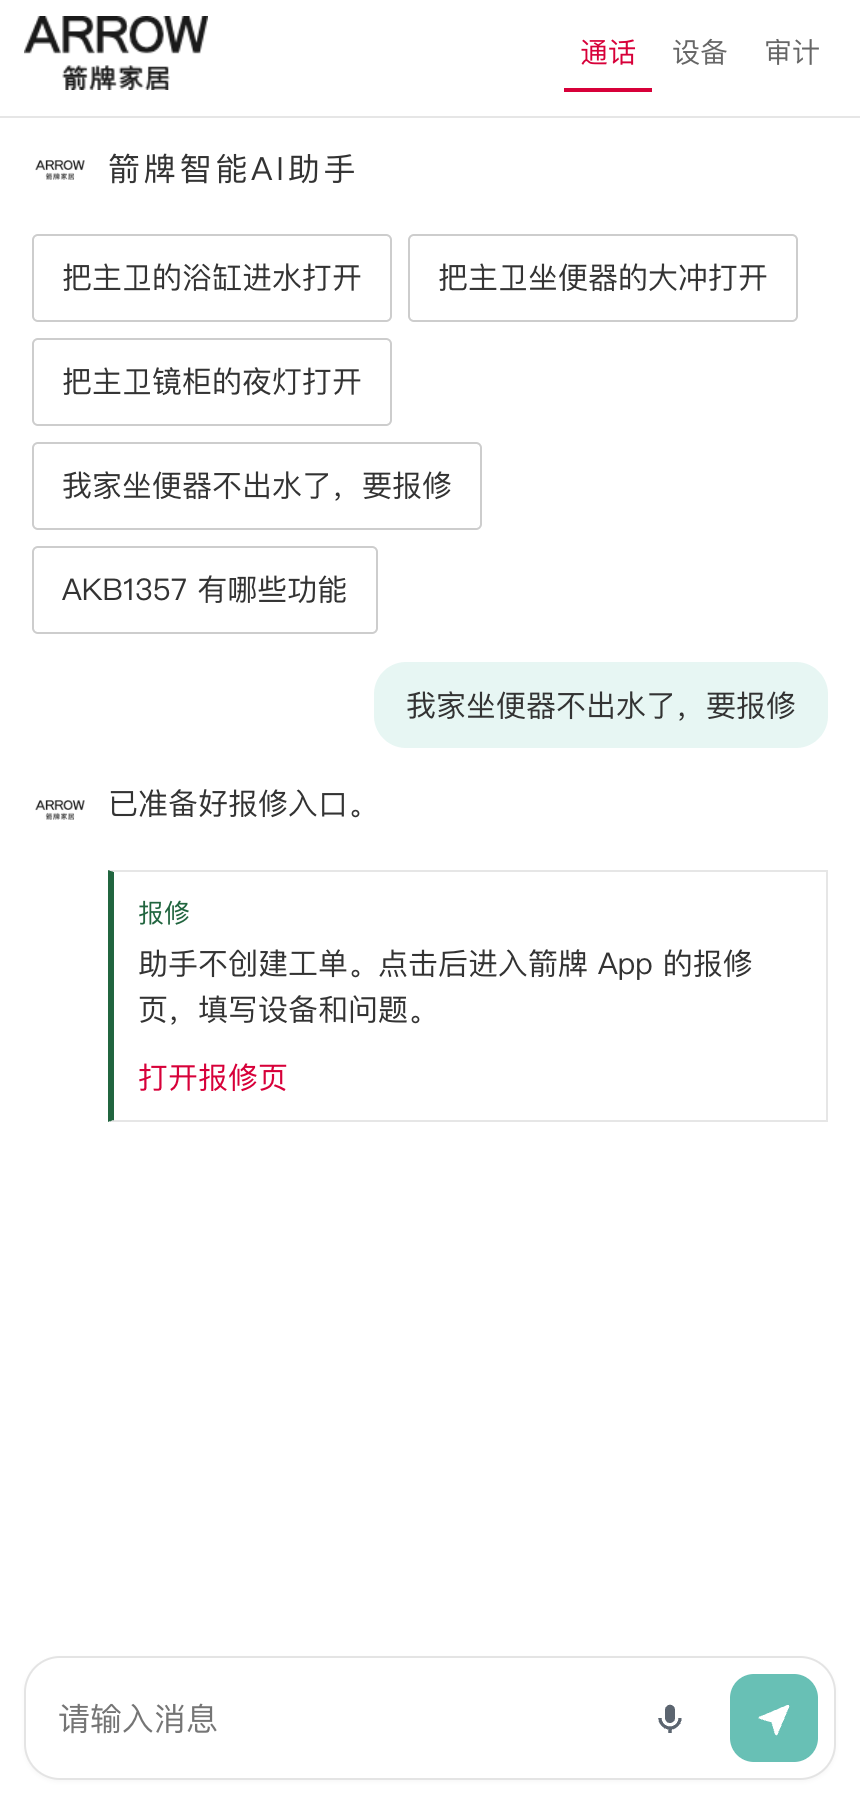 ARROW
箭牌家居
通话 设备 审计
ARROW
箭牌家居
箭牌智能AI助手
把主卫的浴缸进水打开
把主卫坐便器的大冲打开
把主卫镜柜的夜灯打开
我家坐便器不出水了，要报修
AKB1357 有哪些功能
我家坐便器不出水了，要报修
ARROW
箭牌家居
已准备好报修入口。
报修
助手不创建工单。点击后进入箭牌 App 的报修
页，填写设备和问题。
打开报修页
请输入消息